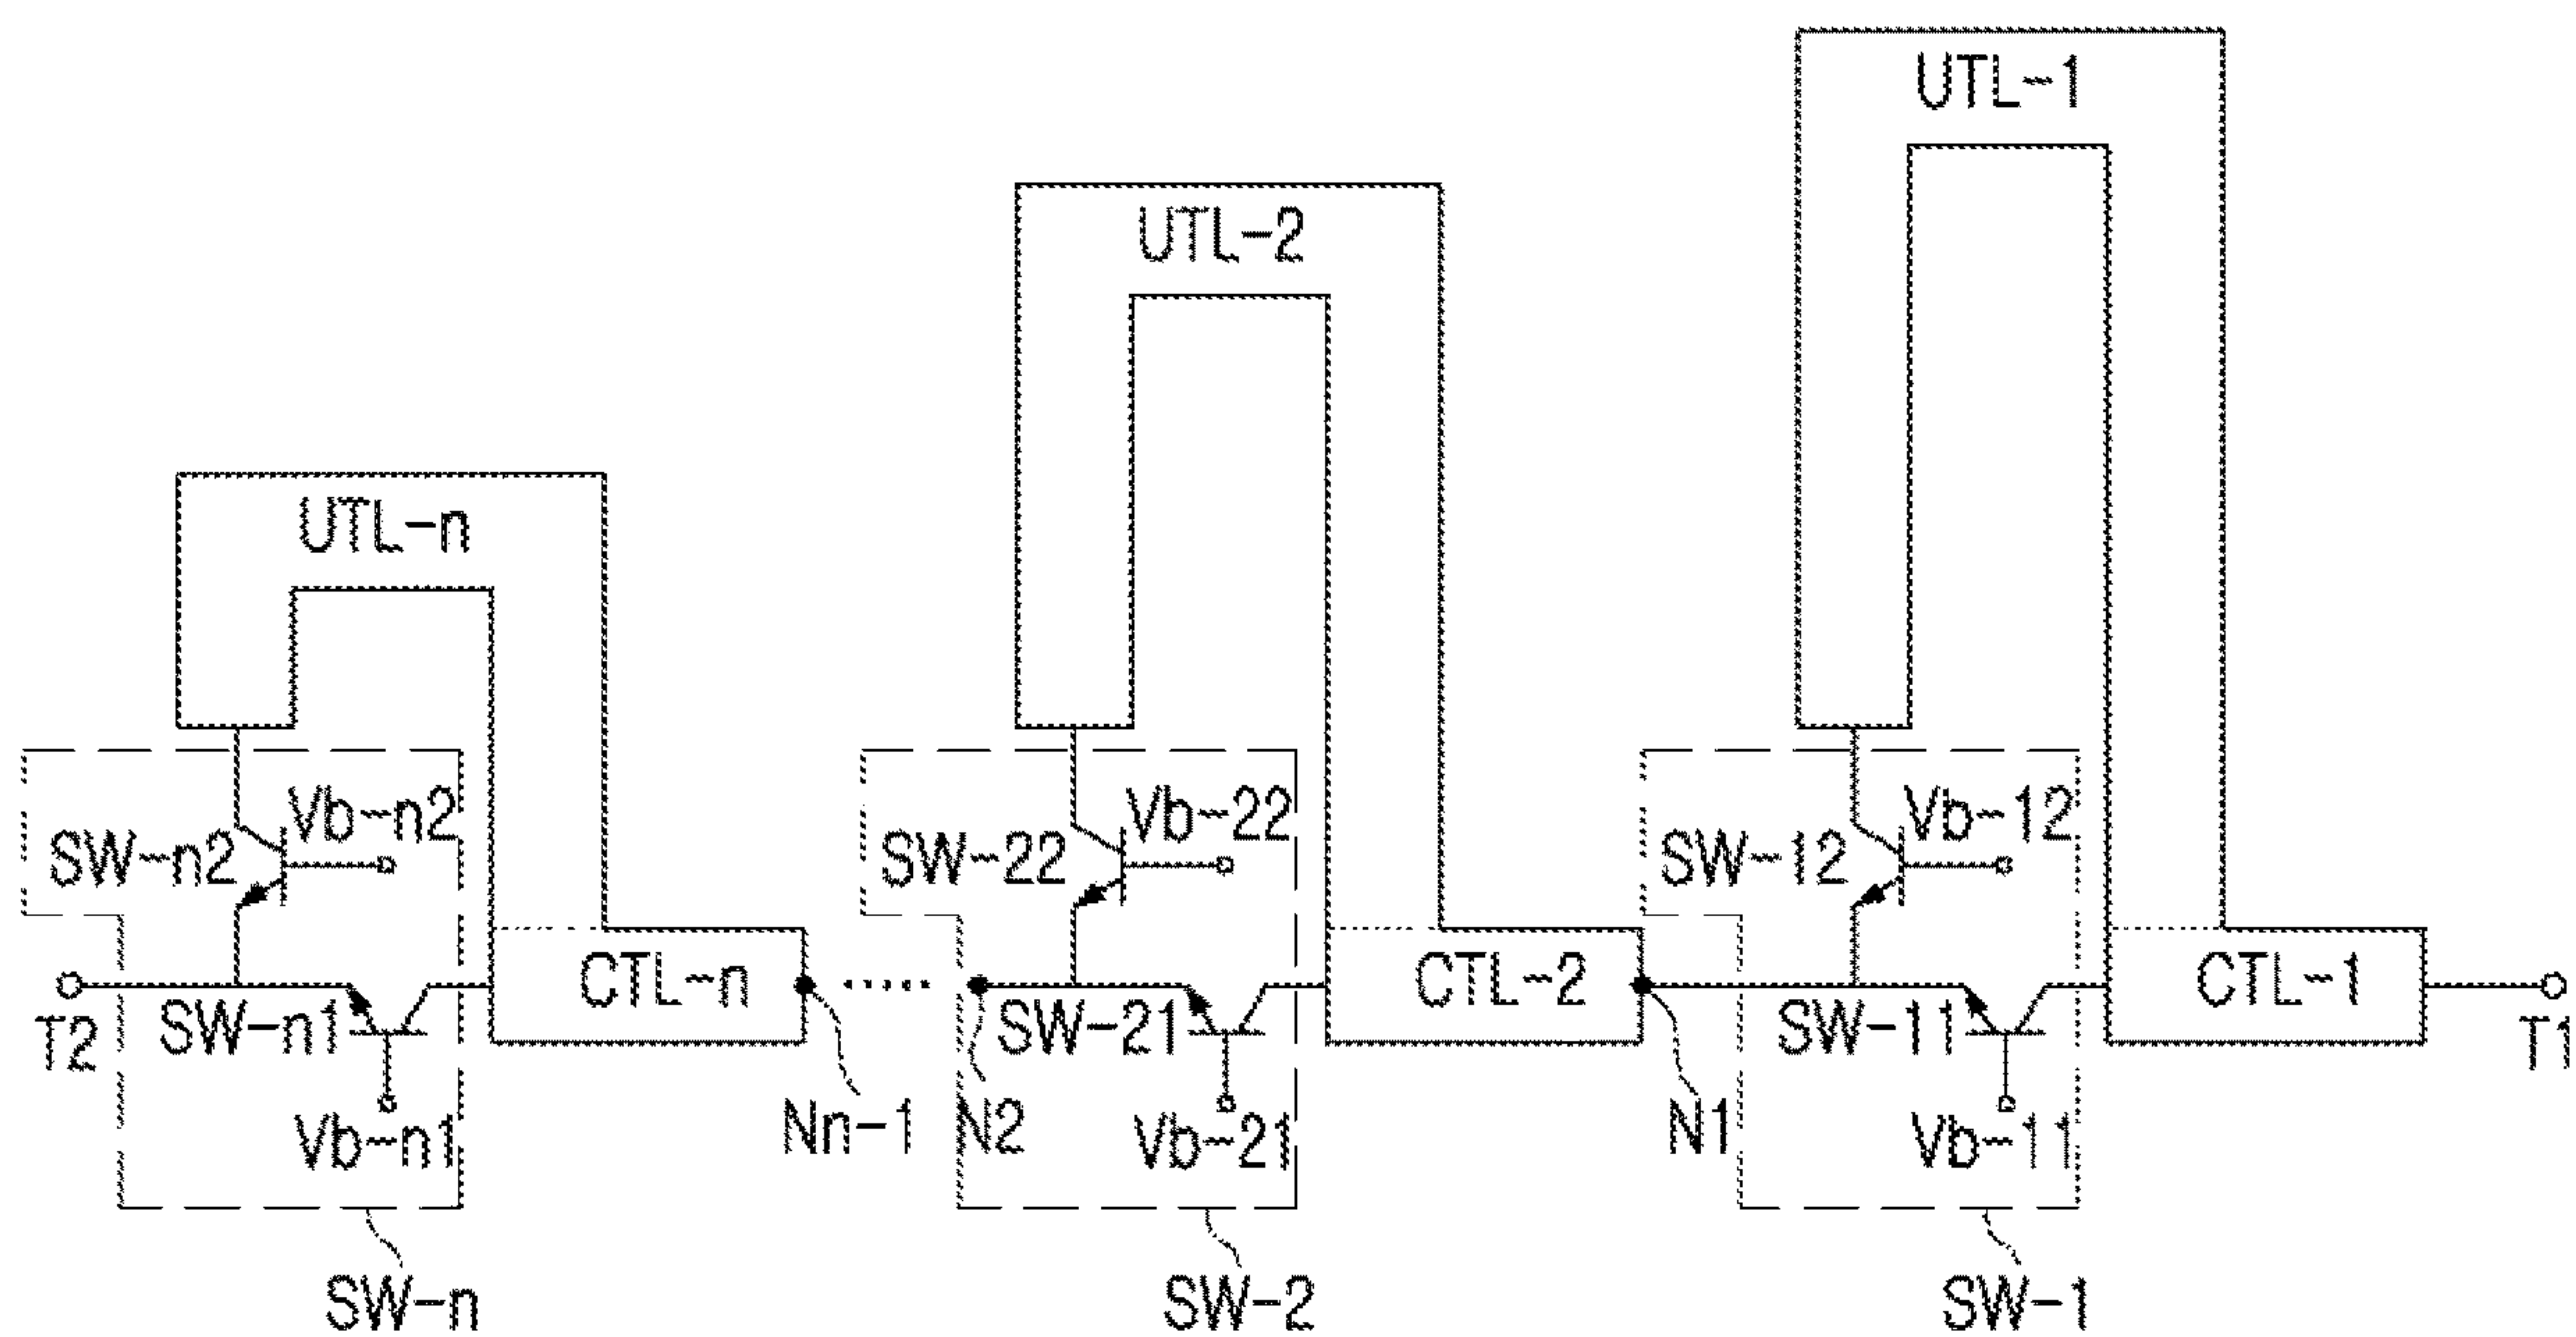 UTL-1
UTL-2
UTL-n
Vb-n2
SW-n2
Vb-22
SW-22
Vb-12
SW-12
CTL-n
CTL-2
CTL-1
T2
SW-n1
SW-21
SW-11
T1
Vb-n1
Nn-1
N2
Vb-21
N1
Vb-11
SW-n
SW-2
SW-1